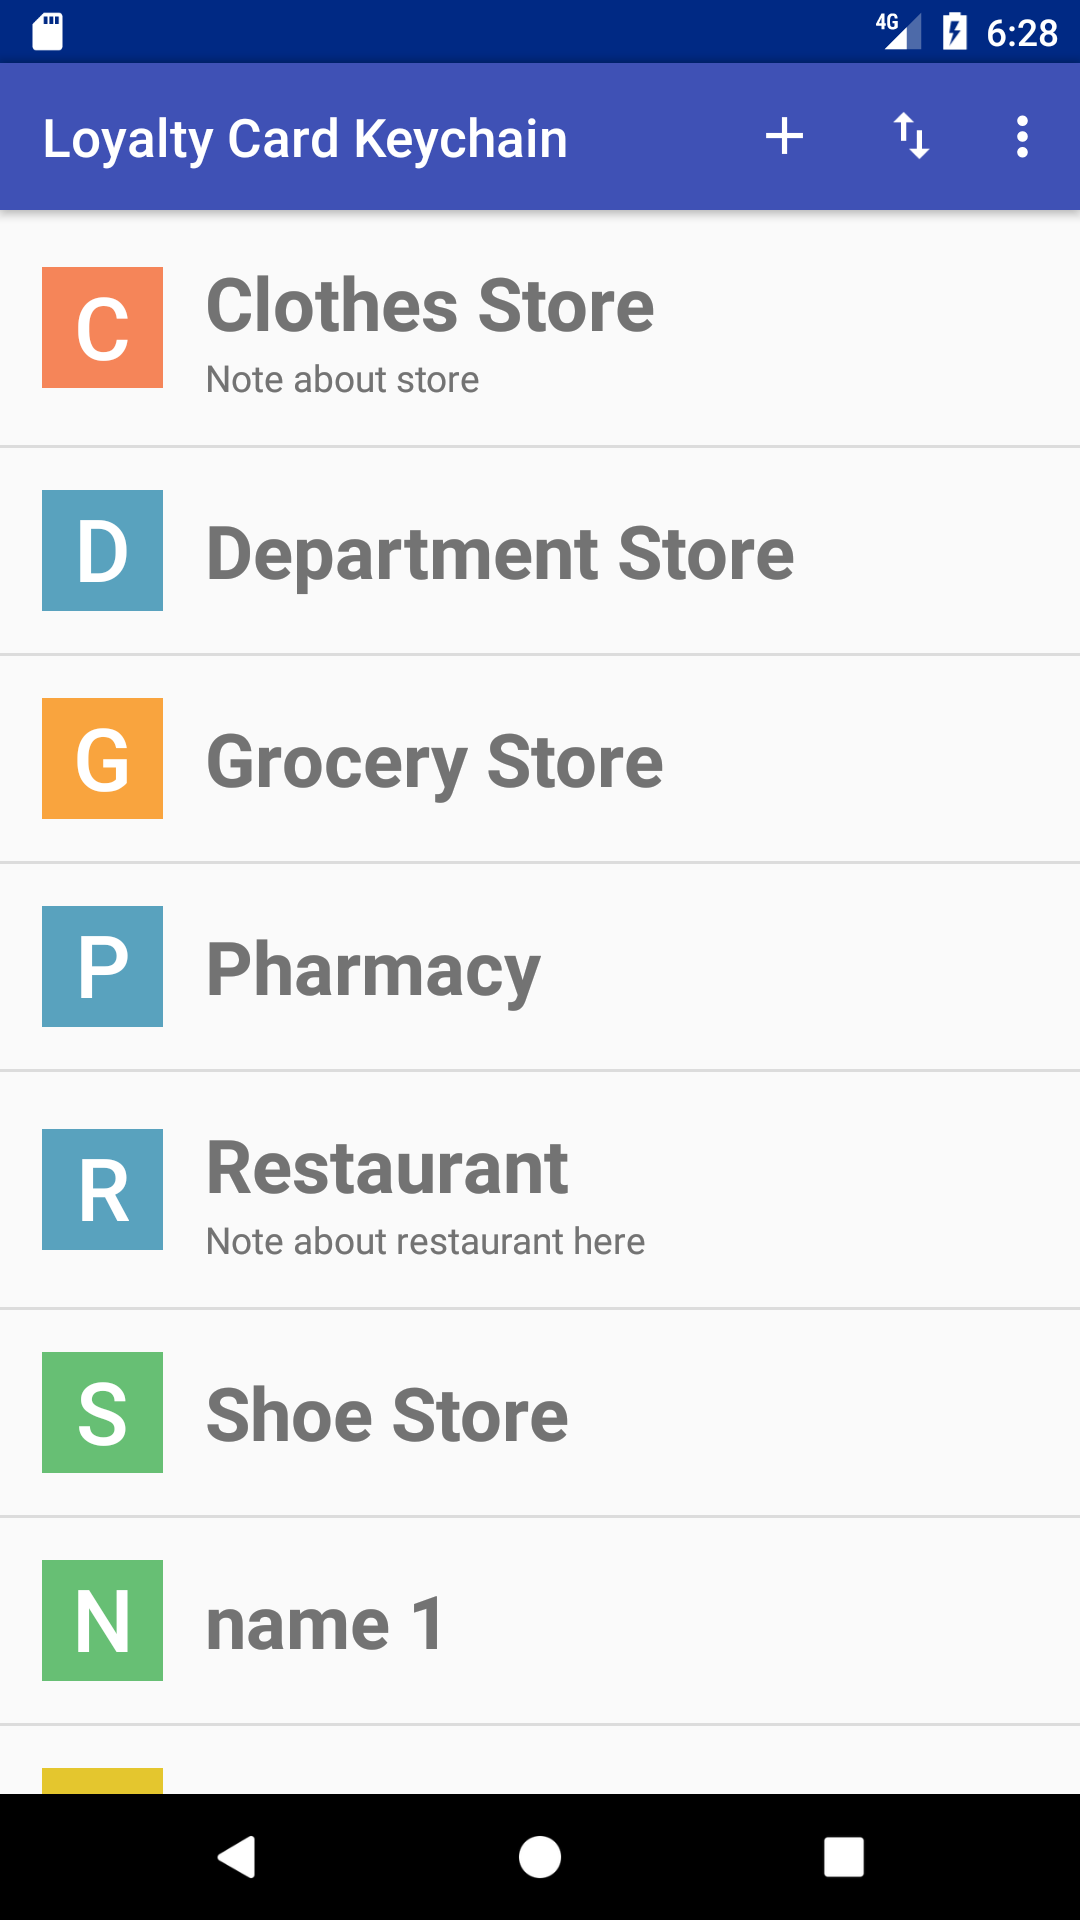 4G 6:28
Loyalty Card Keychain
C Clothes Store
Note about store
D Department Store
G Grocery Store
P Pharmacy
R Restaurant
Note about restaurant here
S Shoe Store
N name 1